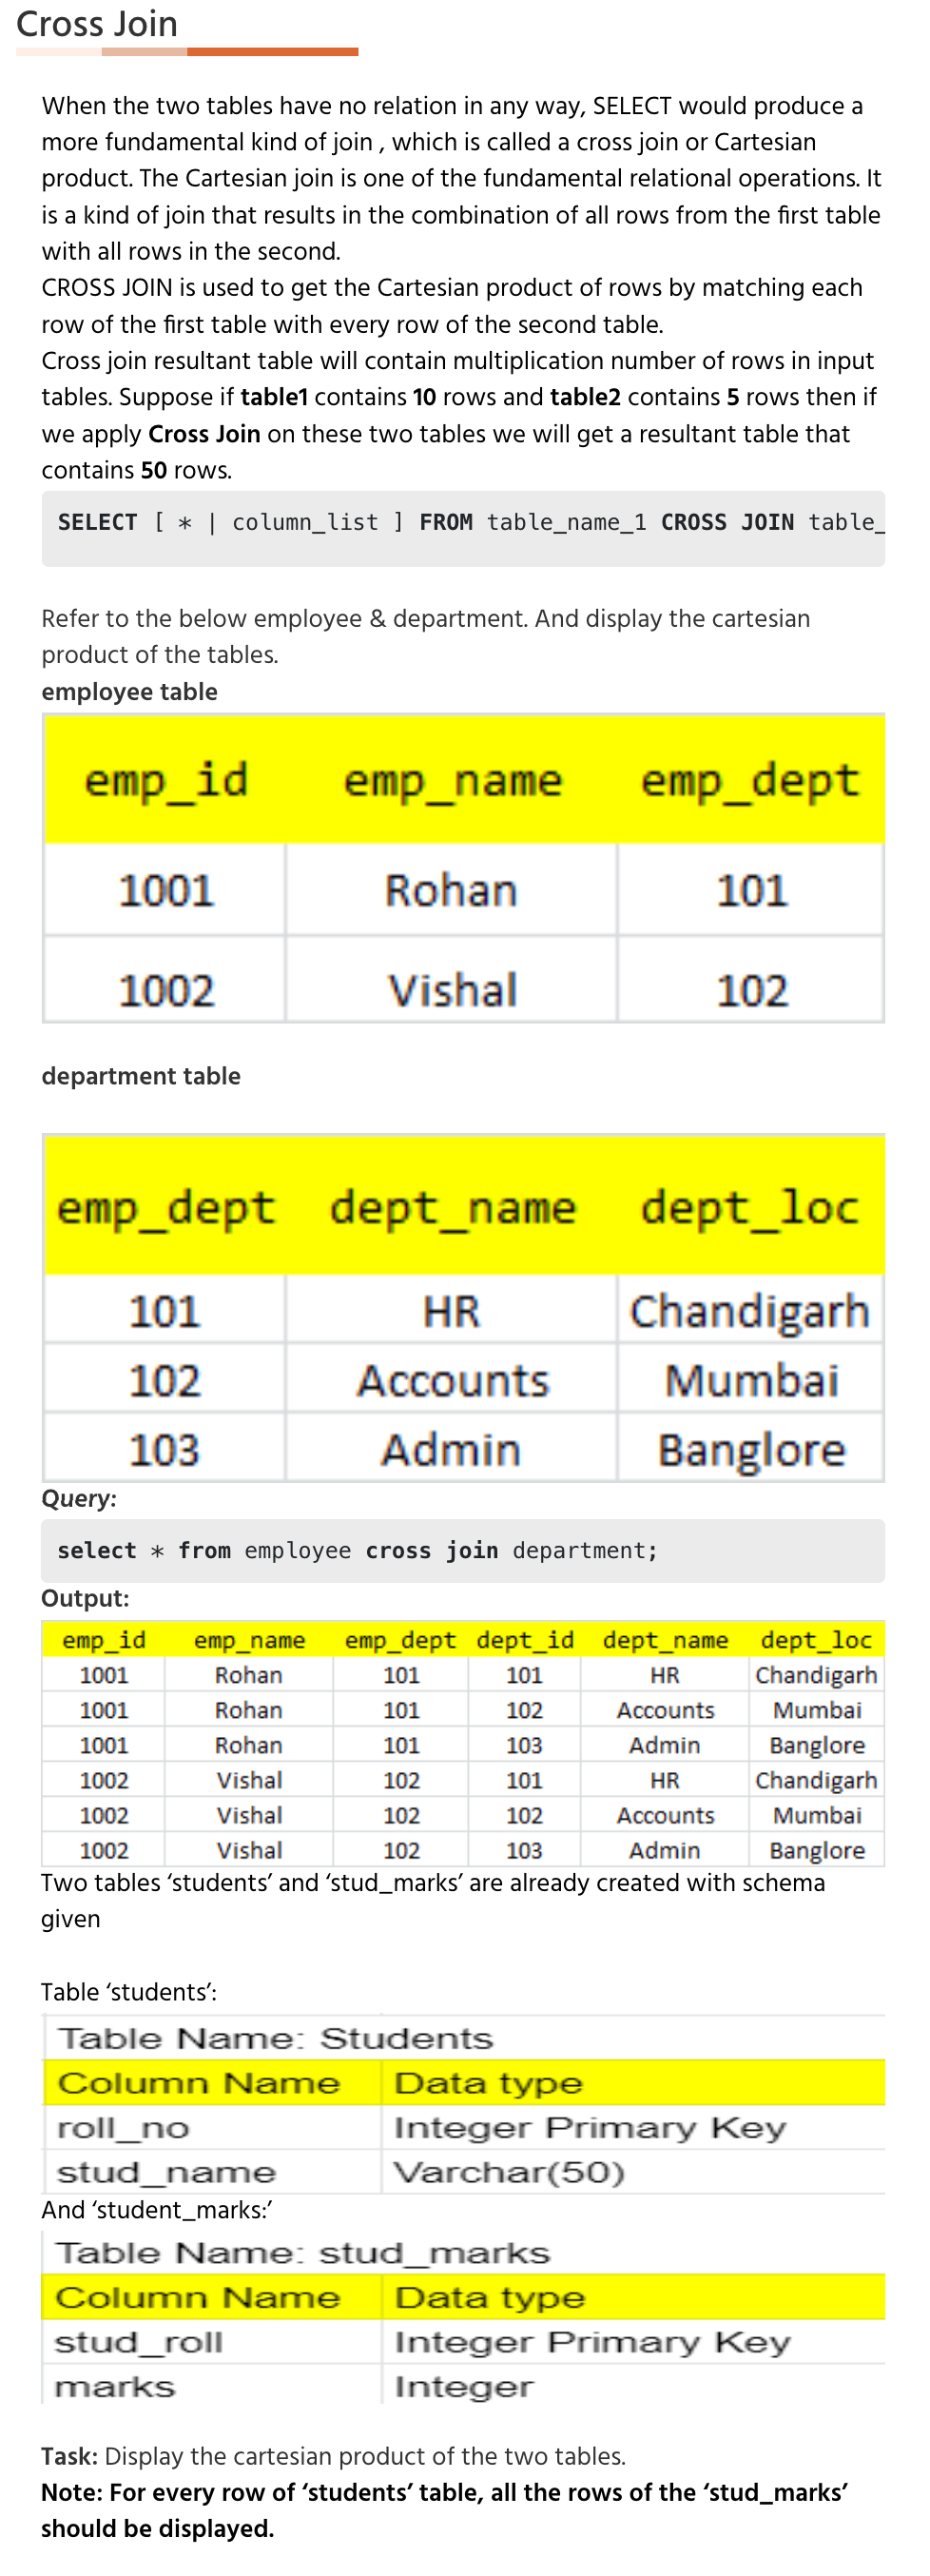 Cross Join
When the two tables have no relation in any way, SELECT would produce a
more fundamental kind of join , which is called a cross join or Cartesian
product. The Cartesian join is one of the fundamental relational operations. It
is a kind of join that results in the combination of all rows from the first table
with all rows in the second.
CROSS JOIN is used to get the Cartesian product of rows by matching each
row of the first table with every row of the second table.
Cross join resultant table will contain multiplication number of rows in input
tables. Suppose if table1 contains 10 rows and table2 contains 5 rows then if
we apply Cross Join on these two tables we will get a resultant table that
contains 50 rows.
SELECT [ * | column_list ] FROM table_name_1 CROSS JOIN table_
Refer to the below employee & department. And display the cartesian
product of the tables.
employee table
emp_id emp_name emp_dept
1001 Rohan 101
1002 Vishal 102
department table
emp_dept dept_name dept_loc
101 HR Chandigarh
102 Accounts Mumbai
103 Admin Banglore
Query:
select * from employee cross join department;
Output:
emp_id emp_name emp_dept dept_id dept_name dept_loc
1001 Rohan 101 101 HR Chandigarh
1001 Rohan 101 102 Accounts Mumbai
1001 Rohan 101 103 Admin Banglore
1002 Vishal 102 101 HR Chandigarh
1002 Vishal 102 102 Accounts Mumbai
1002 Vishal 102 103 Admin Banglore
Two tables ‘students’ and ‘stud_marks’ are already created with schema
given
Table ‘students’:
Table Name: Students
Column Name Data type
roll_no Integer Primary Key
stud_name Varchar(50)
And ‘student_marks:’
Table Name: stud_marks
Column Name Data type
stud_roll Integer Primary Key
marks Integer
Task: Display the cartesian product of the two tables.
Note: For every row of ‘students’ table, all the rows of the ‘stud_marks’
should be displayed.